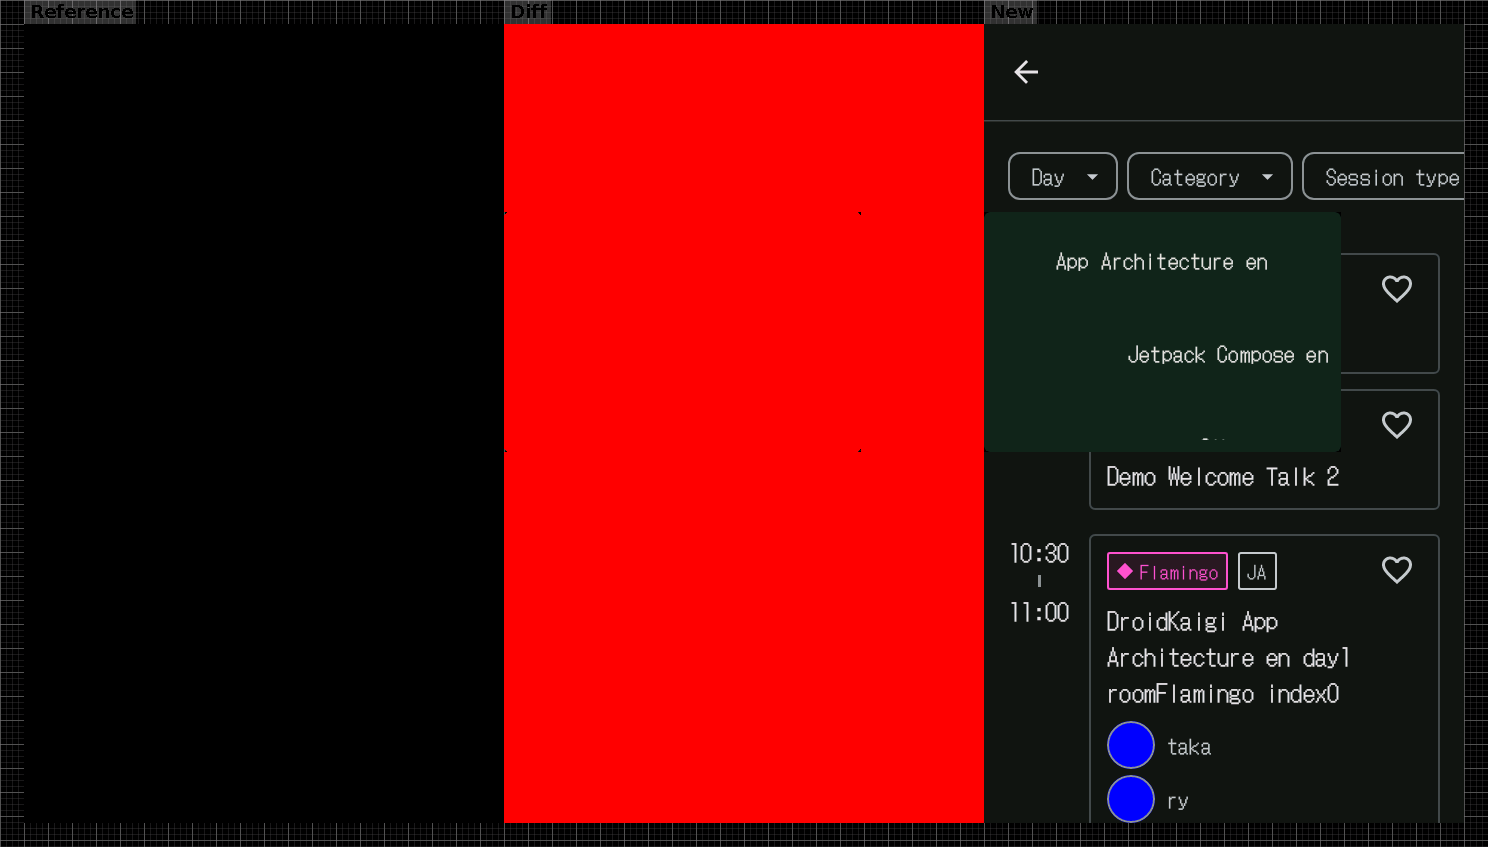 Reference
Diff
New
Day
Category
Session type
App Architecture en
Jetpack Compose en
Demo Welcome Talk 2
10:30
11:00
Flamingo
JA
DroidKaigi App
Architecture en day1
roomFlamingo index0
taka
ry